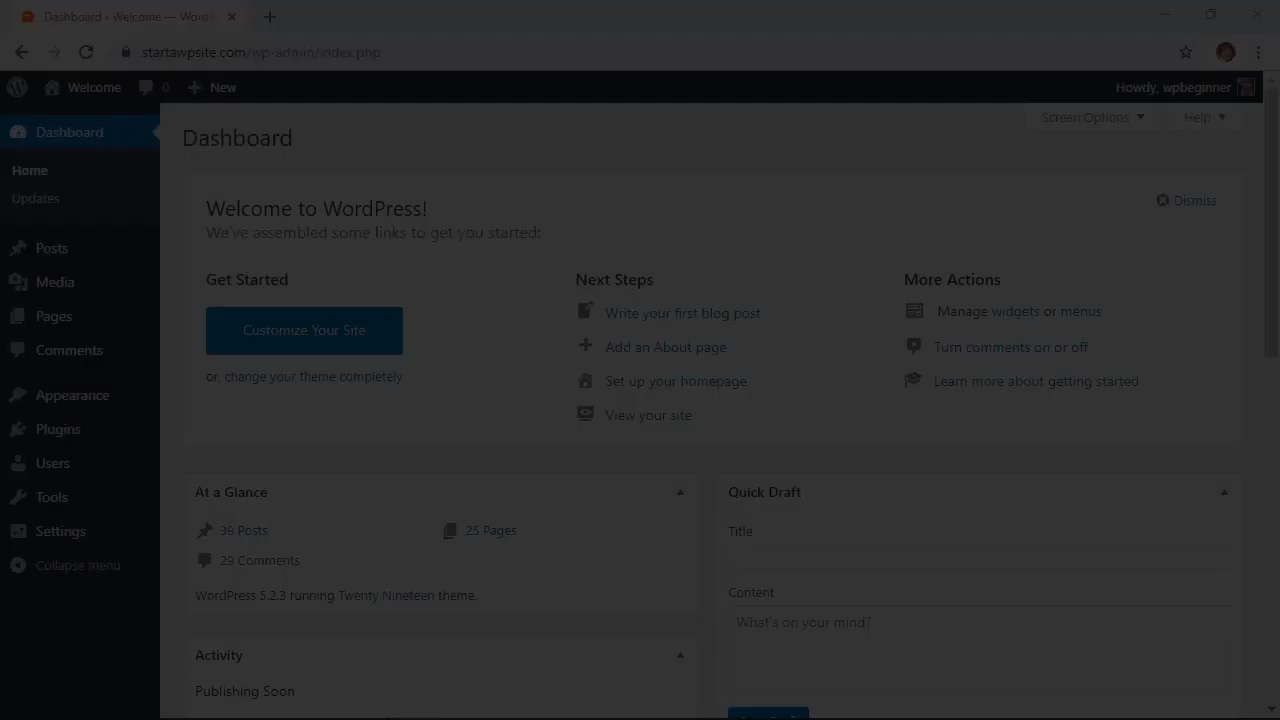 Dashboard ‹ Welcome — Word
startawpsite.com/wp-admin/index.php
Welcome
0
New
Howdy, wpbeginner
Dashboard
Home
Updates
Posts
Media
Pages
Comments
Appearance
Plugins
Users
Tools
Settings
Collapse menu
Dashboard
Screen Options
Help
Welcome to WordPress!
We've assembled some links to get you started:
Dismiss
Get Started
Customize Your Site
or, change your theme completely
Next Steps
Write your first blog post
Add an About page
Set up your homepage
View your site
More Actions
Manage widgets or menus
Turn comments on or off
Learn more about getting started
At a Glance
39 Posts
25 Pages
29 Comments
WordPress 5.2.3 running Twenty Nineteen theme.
Activity
Publishing Soon
Quick Draft
Title
Content
What's on your mind?